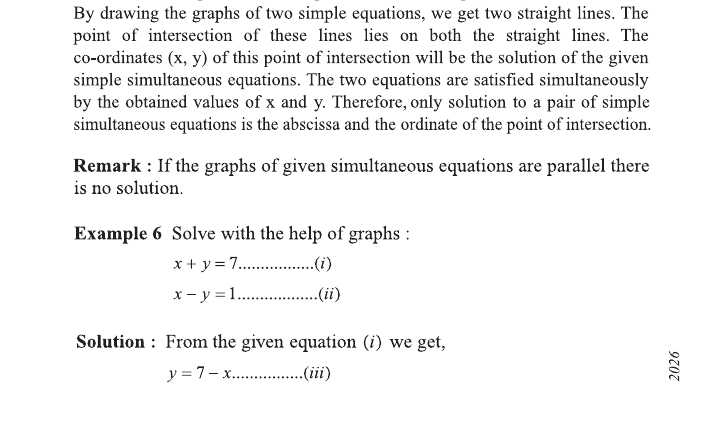 By drawing the graphs of two simple equations, we get two straight lines. The
point of intersection of these lines lies on both the straight lines. The
co-ordinates (x, y) of this point of intersection will be the solution of the given
simple simultaneous equations. The two equations are satisfied simultaneously
by the obtained values of x and y. Therefore, only solution to a pair of simple
simultaneous equations is the abscissa and the ordinate of the point of intersection.
Remark : If the graphs of given simultaneous equations are parallel there
is no solution.
Example 6 Solve with the help of graphs :
x + y = 7.................(i)
x − y = 1..................(ii)
Solution : From the given equation (i) we get,
y = 7 − x................(iii)
2026